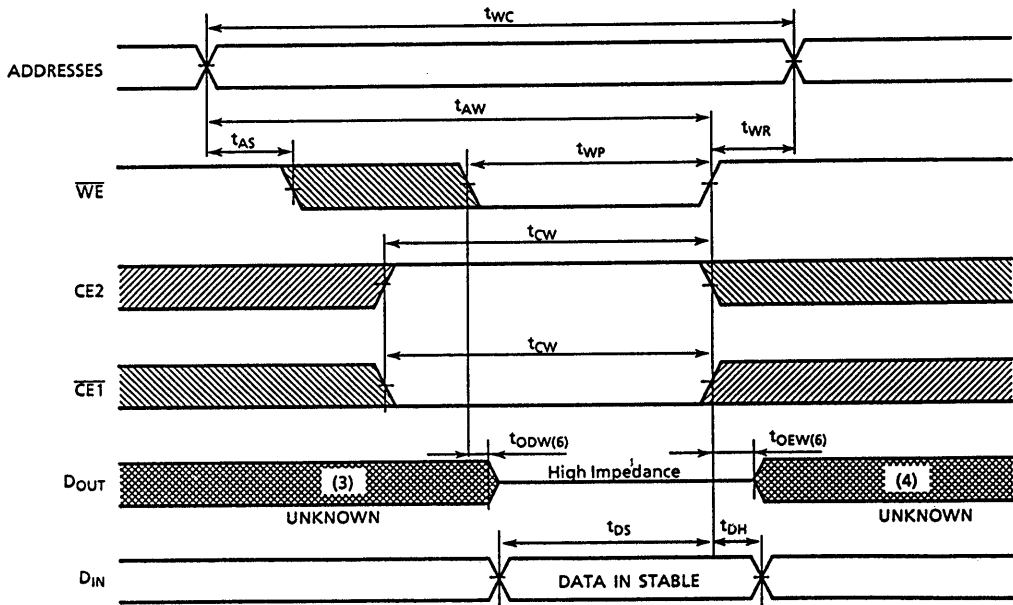 tWC
ADDRESSES
tAW
tAS
tWR
tWP
WE
tCW
CE2
tCW
CE1
tODW(6)
tOEW(6)
DOUT
(3)
High Impedance
(4)
UNKNOWN
UNKNOWN
tDS
tDH
DIN
DATA IN STABLE